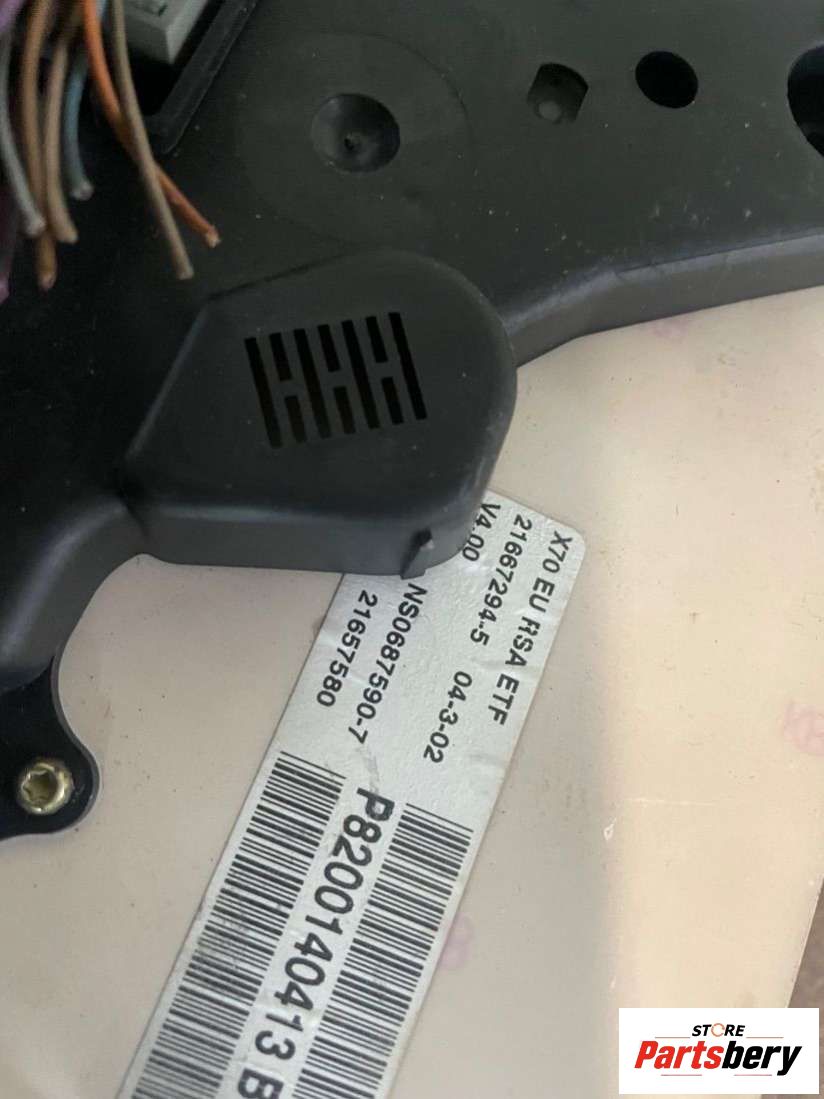 X70 EU RSA ETF
21667294-5 04-3-02
V4.00
NS0687590-7
21657580
P8200140413 B
STORE
Partsbery